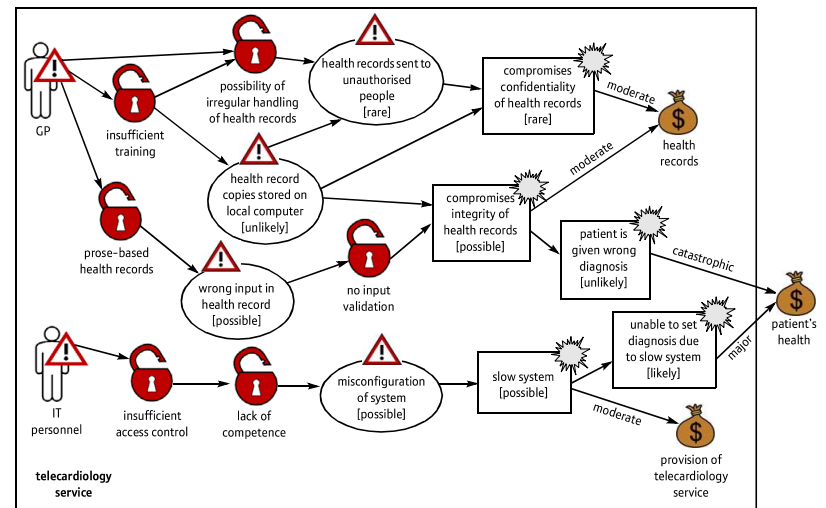 GP
insufficient
training
possibility of
irregular handling
of health records
health records sent to
unauthorised
people
[rare]
compromises
confidentiality
of health records
[rare]
moderate
health
records
health record
copies stored on
local computer
[unlikely]
moderate
compromises
integrity of
health records
[possible]
prose-based
health records
wrong input in
health record
[possible]
no input
validation
patient is
given wrong
diagnosis
[unlikely]
catastrophic
patient's
health
IT
personnel
insufficient
access control
lack of
competence
misconfiguration
of system
[possible]
slow system
[possible]
unable to set
diagnosis due
to slow system
[likely]
major
moderate
provision of
telecardiology
service
telecardiology
service